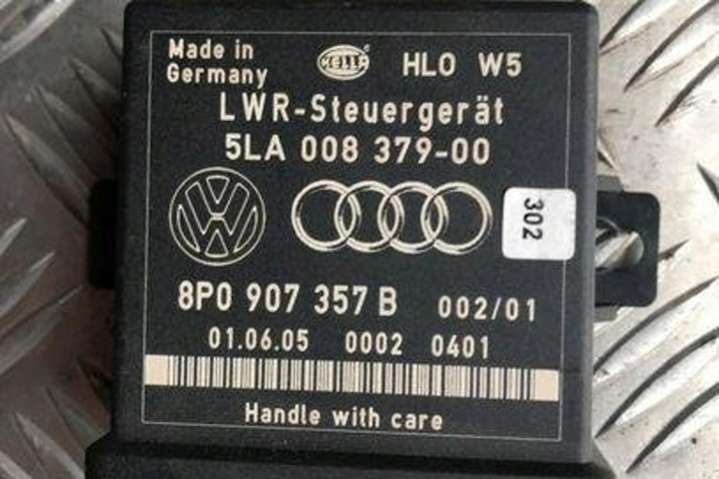 Made in HELLA® HLO W5
Germany
LWR-Steuergerät
5LA 008 379-00
302
8P0 907 357 B 002/01
01.06.05 0002 0401
Handle with care